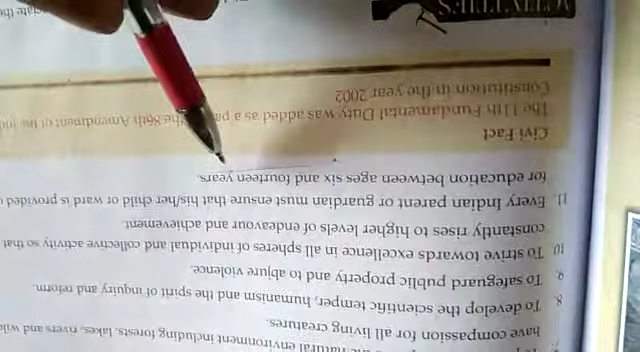 natural environment including forests, lakes, rivers and
have compassion for all living creatures.
8. To develop the scientific temper, humanism and the spirit of inquiry and reform.
9. To safeguard public property and to abjure violence.
10. To strive towards excellence in all spheres of individual and collective activity so that
constantly rises to higher levels of endeavour and achievement.
11. Every Indian parent or guardian must ensure that his/her child or ward is provided
for education between ages six and fourteen years.
Civi Fact
The 11th Fundamental Duty was added as a the 86th Amendment of the
Constitution in the year 2002